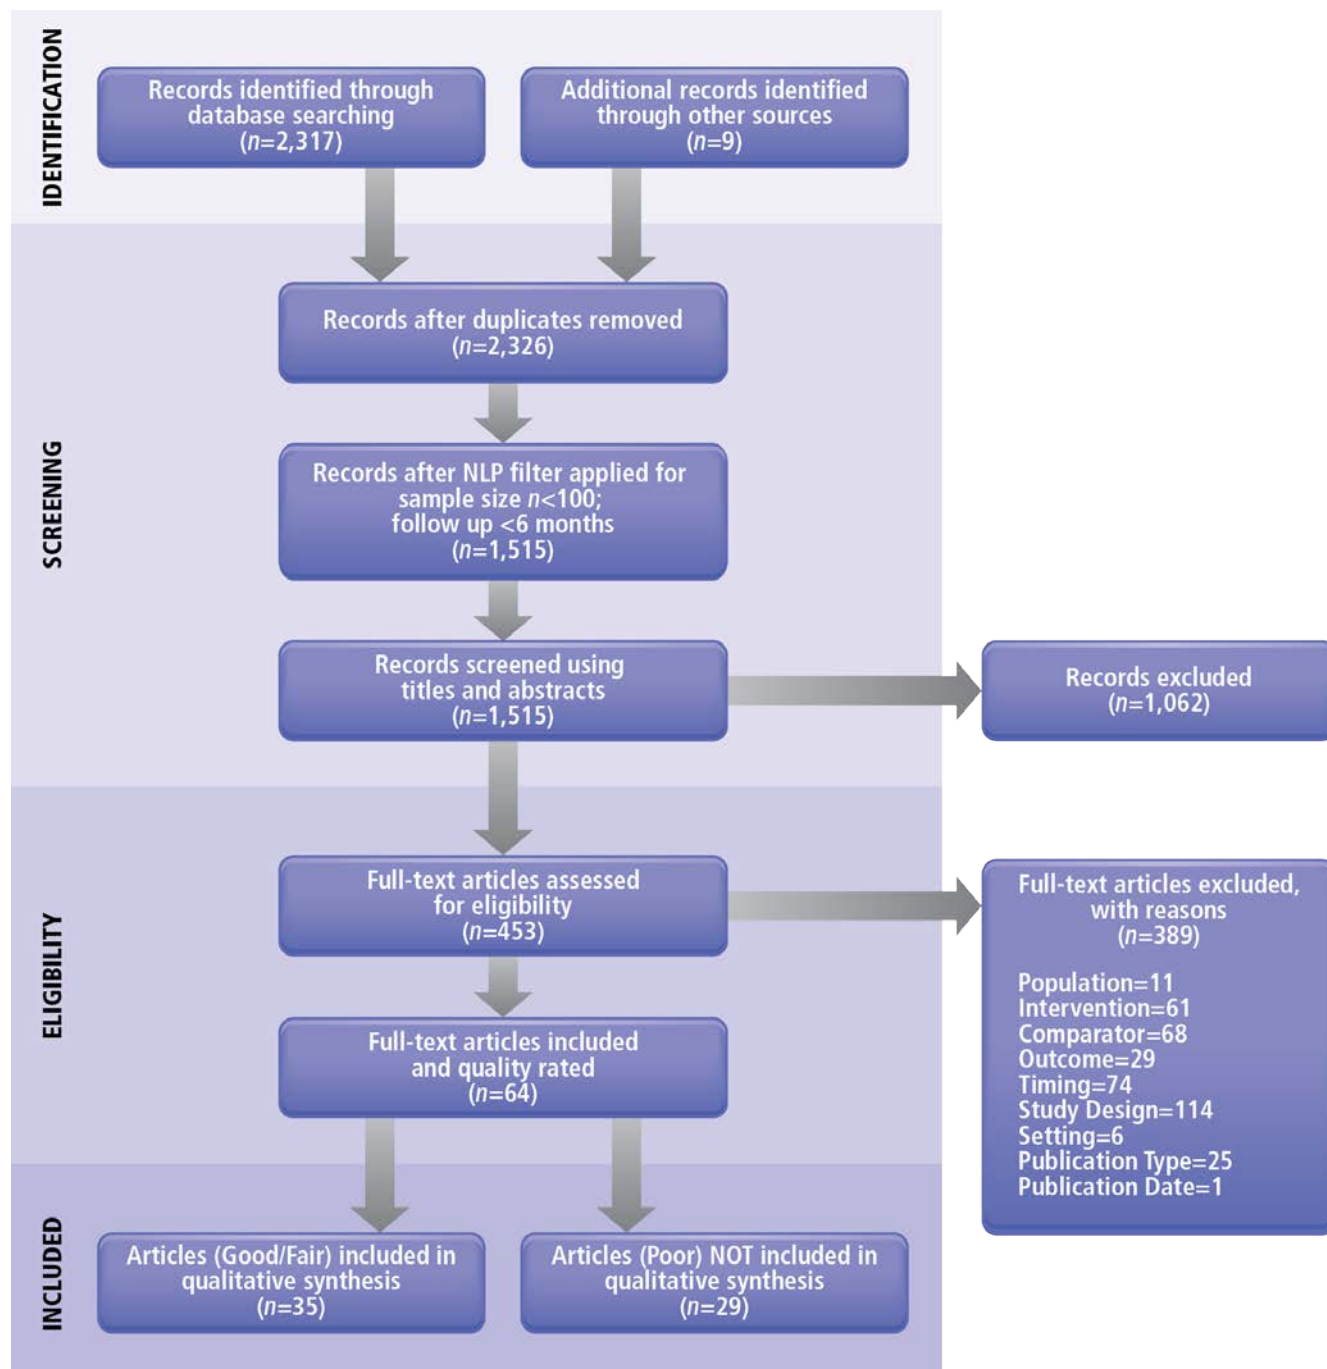 IDENTIFICATION
Records identified through
database searching
(n=2,317)
Additional records identified
through other sources
(n=9)
SCREENING
Records after duplicates removed
(n=2,326)
Records after NLP filter applied for
sample size n<100;
follow up <6 months
(n=1,515)
Records screened using
titles and abstracts
(n=1,515)
Records excluded
(n=1,062)
ELIGIBILITY
Full-text articles assessed
for eligibility
(n=453)
Full-text articles excluded,
with reasons
(n=389)
Population=11
Intervention=61
Comparator=68
Outcome=29
Timing=74
Study Design=114
Setting=6
Publication Type=25
Publication Date=1
Full-text articles included
and quality rated
(n=64)
INCLUDED
Articles (Good/Fair) included in
qualitative synthesis
(n=35)
Articles (Poor) NOT included in
qualitative synthesis
(n=29)